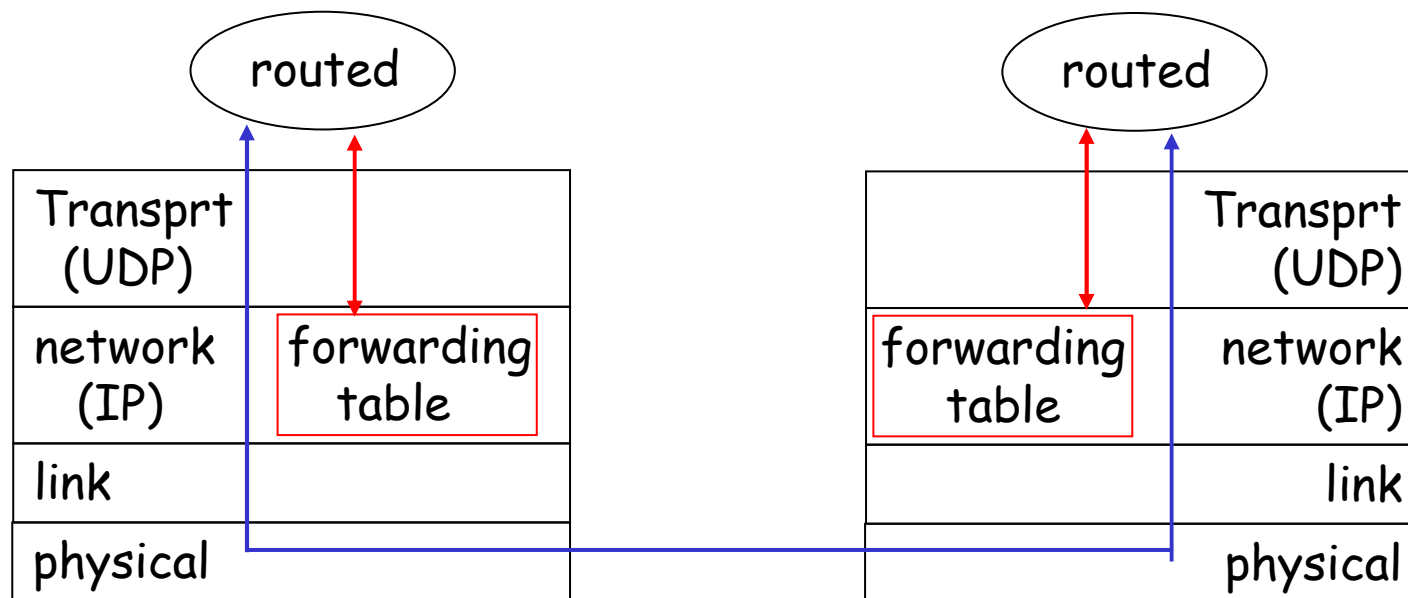 routed
Transprt
(UDP)
network
(IP)
forwarding
table
link
physical
routed
Transprt
(UDP)
forwarding
table
network
(IP)
link
physical